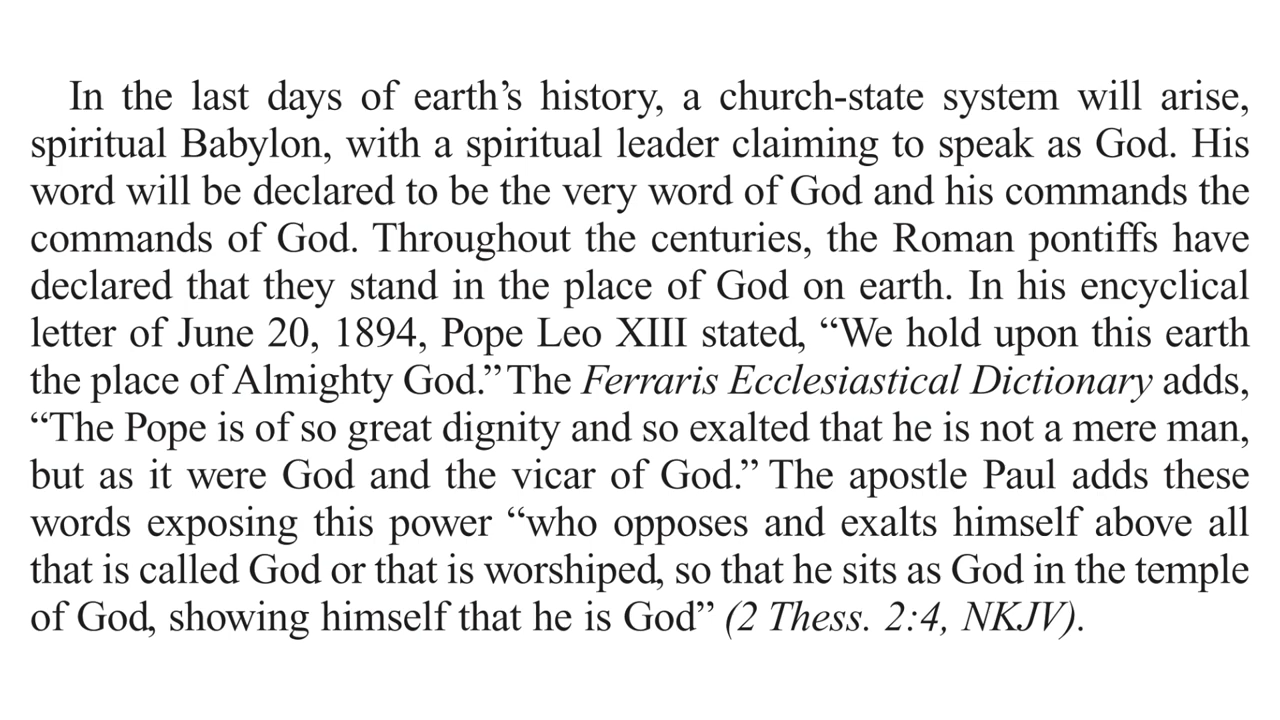 In the last days of earth’s history, a church-state system will arise,
spiritual Babylon, with a spiritual leader claiming to speak as God. His
word will be declared to be the very word of God and his commands the
commands of God. Throughout the centuries, the Roman pontiffs have
declared that they stand in the place of God on earth. In his encyclical
letter of June 20, 1894, Pope Leo XIII stated, “We hold upon this earth
the place of Almighty God.” The Ferraris Ecclesiastical Dictionary adds,
“The Pope is of so great dignity and so exalted that he is not a mere man,
but as it were God and the vicar of God.” The apostle Paul adds these
words exposing this power “who opposes and exalts himself above all
that is called God or that is worshiped, so that he sits as God in the temple
of God, showing himself that he is God” (2 Thess. 2:4, NKJV).